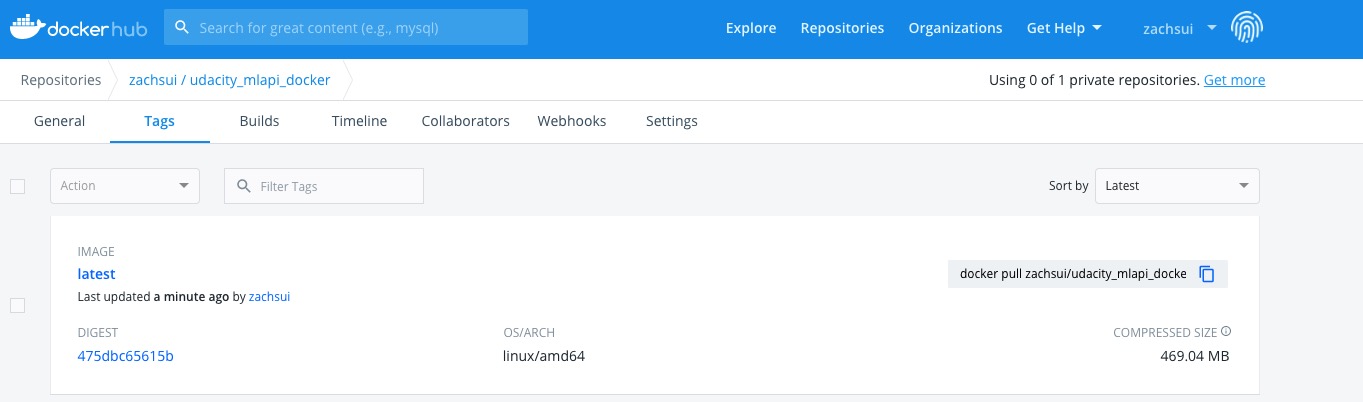 dockerhub Search for great content (e.g., mysql) Explore Repositories Organizations Get Help zachsui
Repositories zachsui / udacity_mlapi_docker Using 0 of 1 private repositories. Get more
General Tags Builds Timeline Collaborators Webhooks Settings
Action Filter Tags Sort by Latest
IMAGE
latest docker pull zachsui/udacity_mlapi_docke
Last updated a minute ago by zachsui
DIGEST OS/ARCH COMPRESSED SIZE
475dbc65615b linux/amd64 469.04 MB